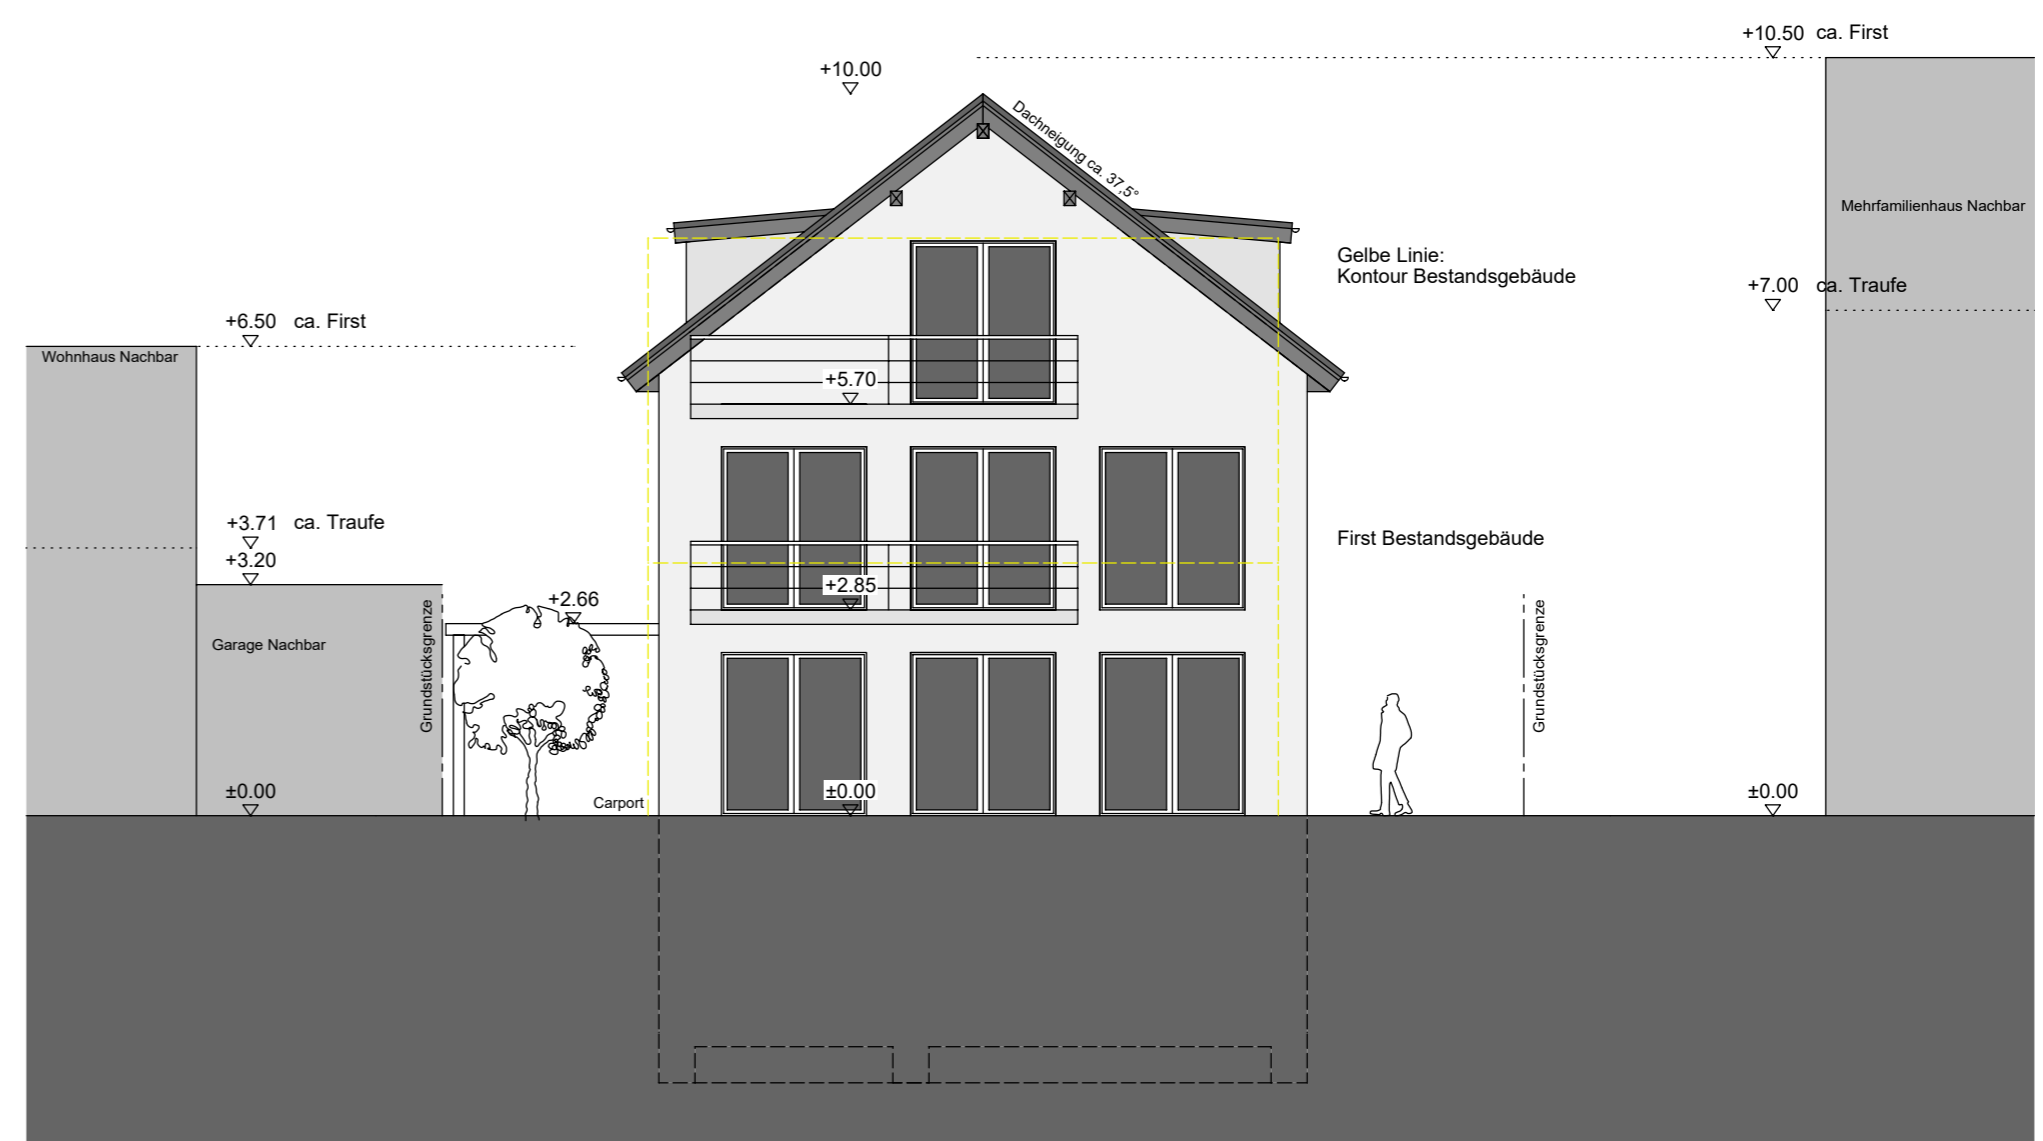 +10.50 ca. First
+10.00
Dachneigung ca. 37,5°
Mehrfamilienhaus Nachbar
Gelbe Linie:
Kontour Bestandsgebäude
+7.00 ca. Traufe
+6.50 ca. First
Wohnhaus Nachbar
+5.70
+3.71 ca. Traufe
First Bestandsgebäude
+3.20
+2.85
+2.66
Grundstücksgrenze
Grundstücksgrenze
Garage Nachbar
±0.00
Carport
±0.00
±0.00